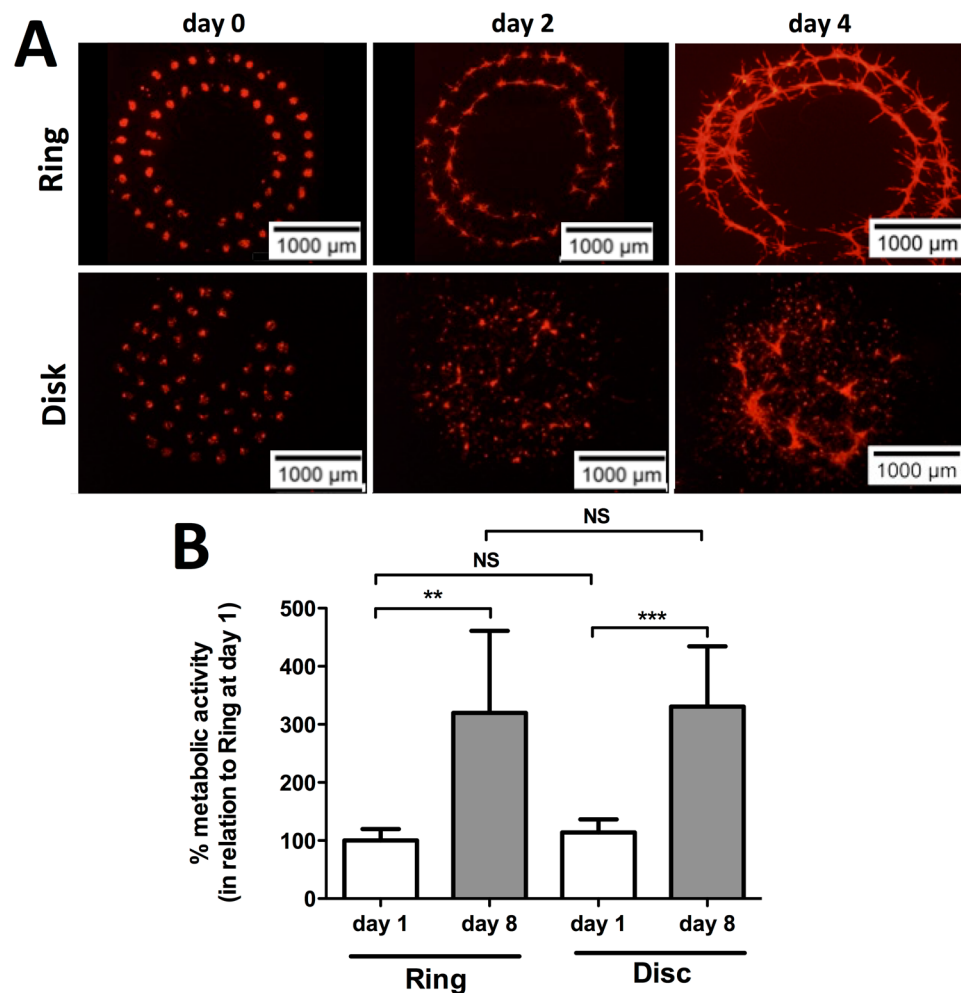 A
day 0 day 2 day 4
Ring
1000 µm 1000 µm 1000 µm
Disk
1000 µm 1000 µm 1000 µm
B
NS
NS
** ***
% metabolic activity
(in relation to Ring at day 1)
500
400
300
200
100
0
day 1 day 8 day 1 day 8
Ring Disc